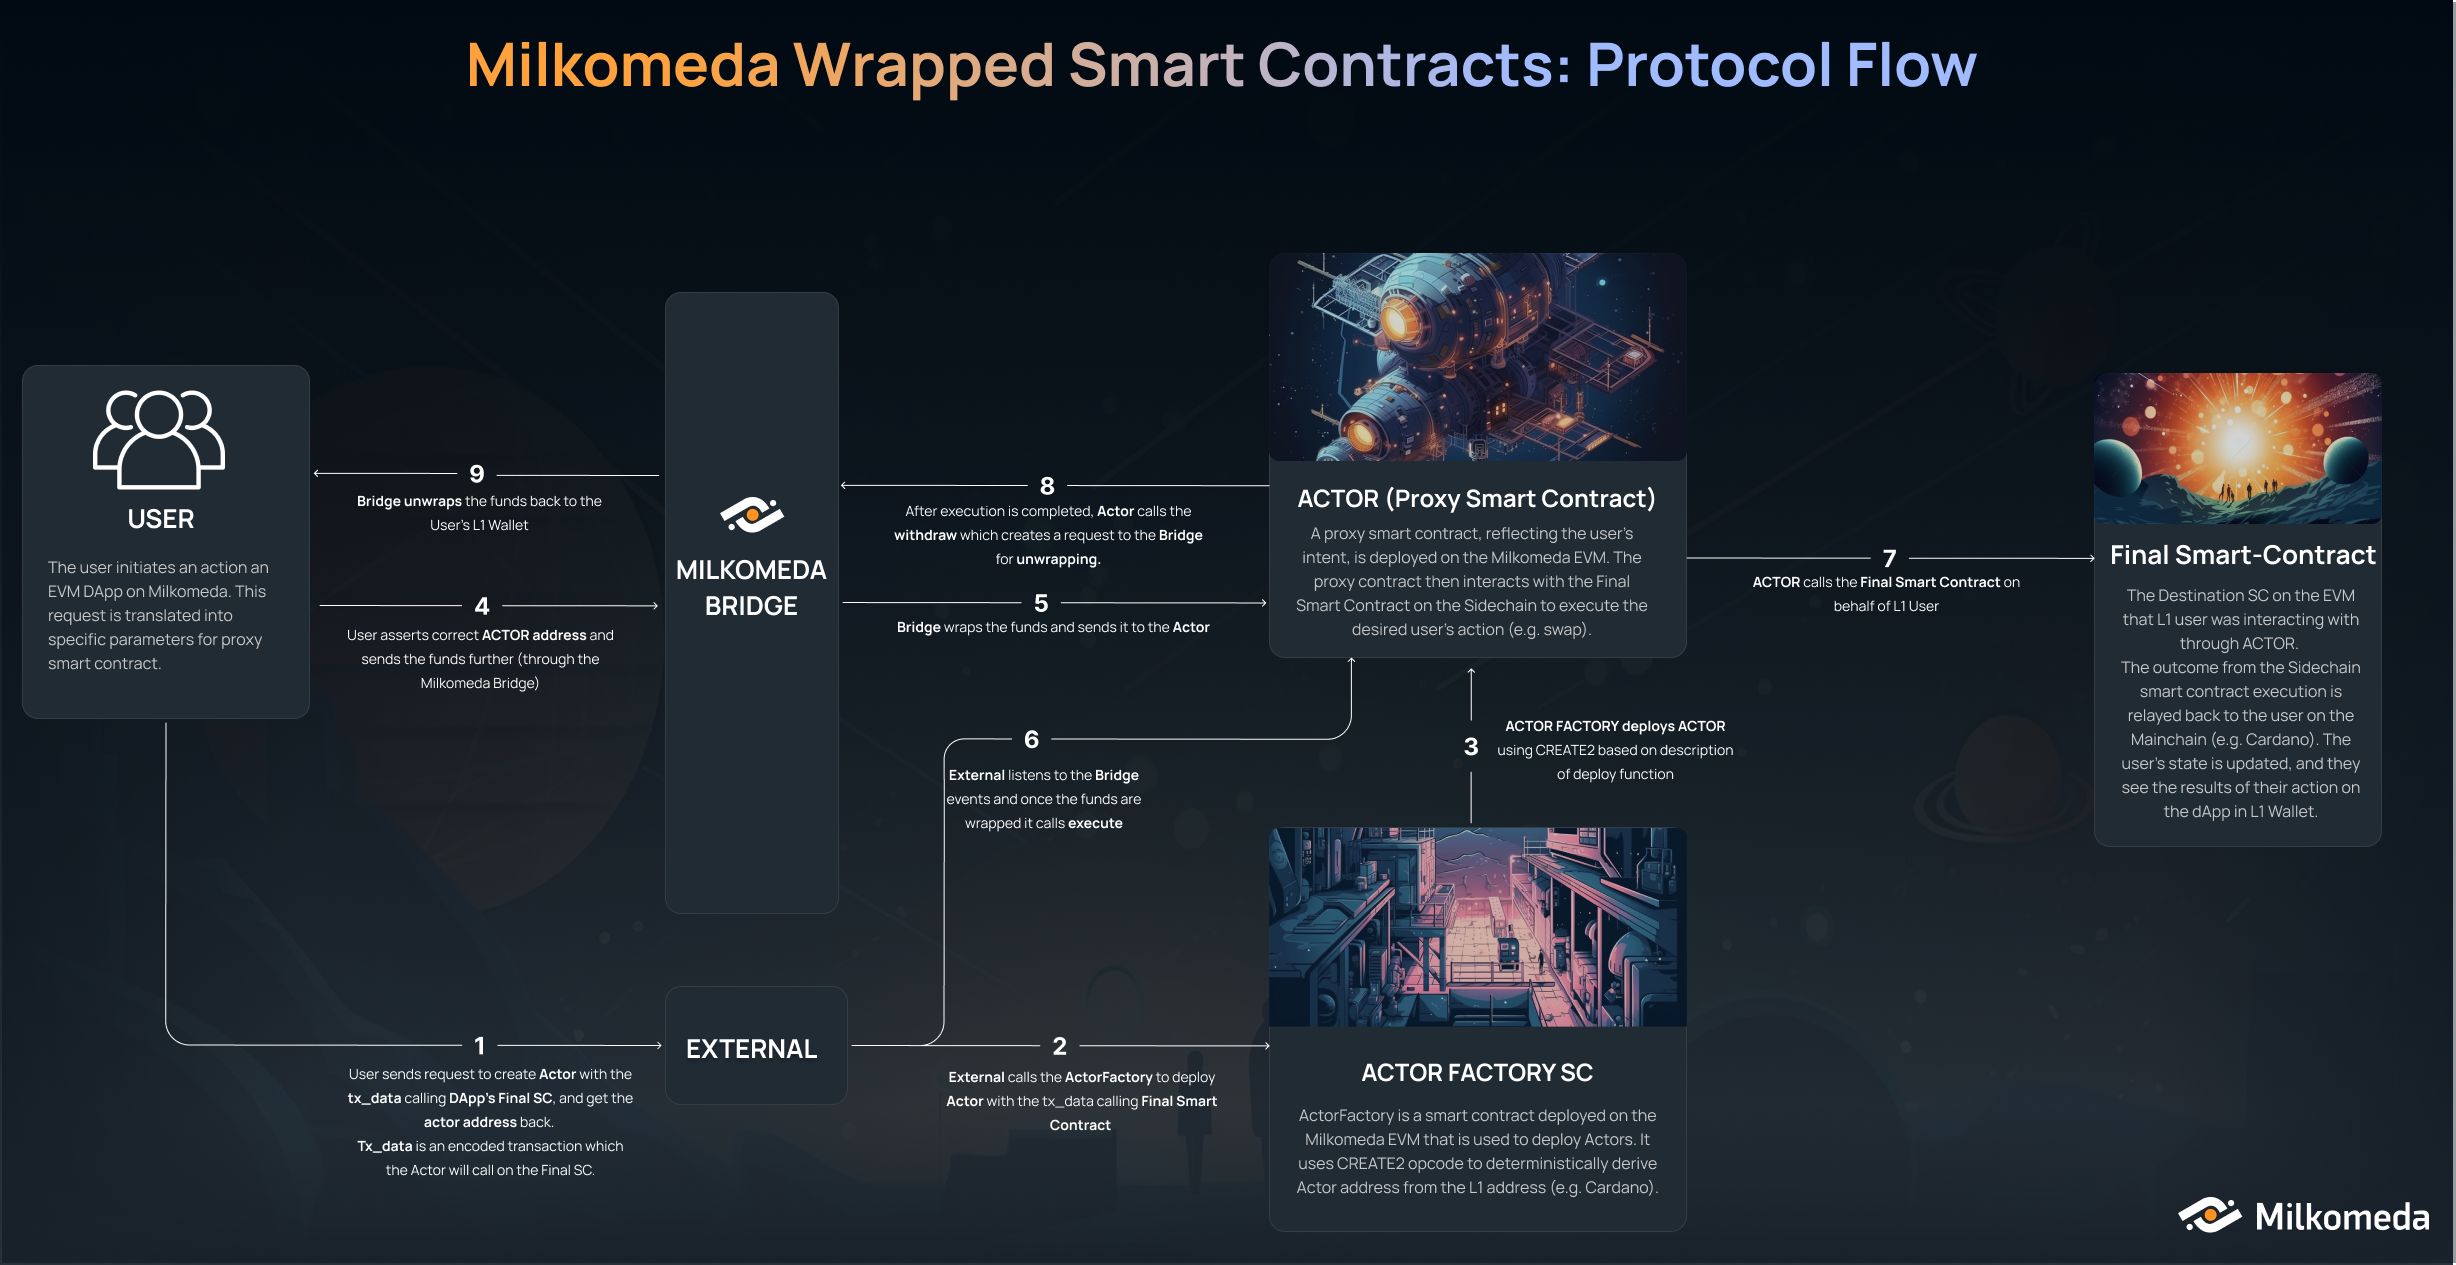 Milkomeda Wrapped Smart Contracts: Protocol Flow
USER
The user initiates an action an
EVM DApp on Milkomeda. This
request is translated into
specific parameters for proxy
smart contract.
9
Bridge unwraps the funds back to the
User's L1 Wallet
4
User asserts correct ACTOR address and
sends the funds further (through the
Milkomeda Bridge)
MILKOMEDA
BRIDGE
8
After execution is completed, Actor calls the
withdraw which creates a request to the Bridge
for unwrapping.
5
Bridge wraps the funds and sends it to the Actor
ACTOR (Proxy Smart Contract)
A proxy smart contract, reflecting the user's
intent, is deployed on the Milkomeda EVM. The
proxy contract then interacts with the Final
Smart Contract on the Sidechain to execute the
desired user's action (e.g. swap).
7
ACTOR calls the Final Smart Contract on
behalf of L1 User
Final Smart-Contract
The Destination SC on the EVM
that L1 user was interacting with
through ACTOR.
The outcome from the Sidechain
smart contract execution is
relayed back to the user on the
Mainchain (e.g. Cardano). The
user's state is updated, and they
see the results of their action on
the dApp in L1 Wallet.
6
External listens to the Bridge
events and once the funds are
wrapped it calls execute
3
ACTOR FACTORY deploys ACTOR
using CREATE2 based on description
of deploy function
1
User sends request to create Actor with the
tx_data calling DApp's Final SC, and get the
actor address back.
Tx_data is an encoded transaction which
the Actor will call on the Final SC.
EXTERNAL
2
External calls the ActorFactory to deploy
Actor with the tx_data calling Final Smart
Contract
ACTOR FACTORY SC
ActorFactory is a smart contract deployed on the
Milkomeda EVM that is used to deploy Actors. It
uses CREATE2 opcode to deterministically derive
Actor address from the L1 address (e.g. Cardano).
Milkomeda